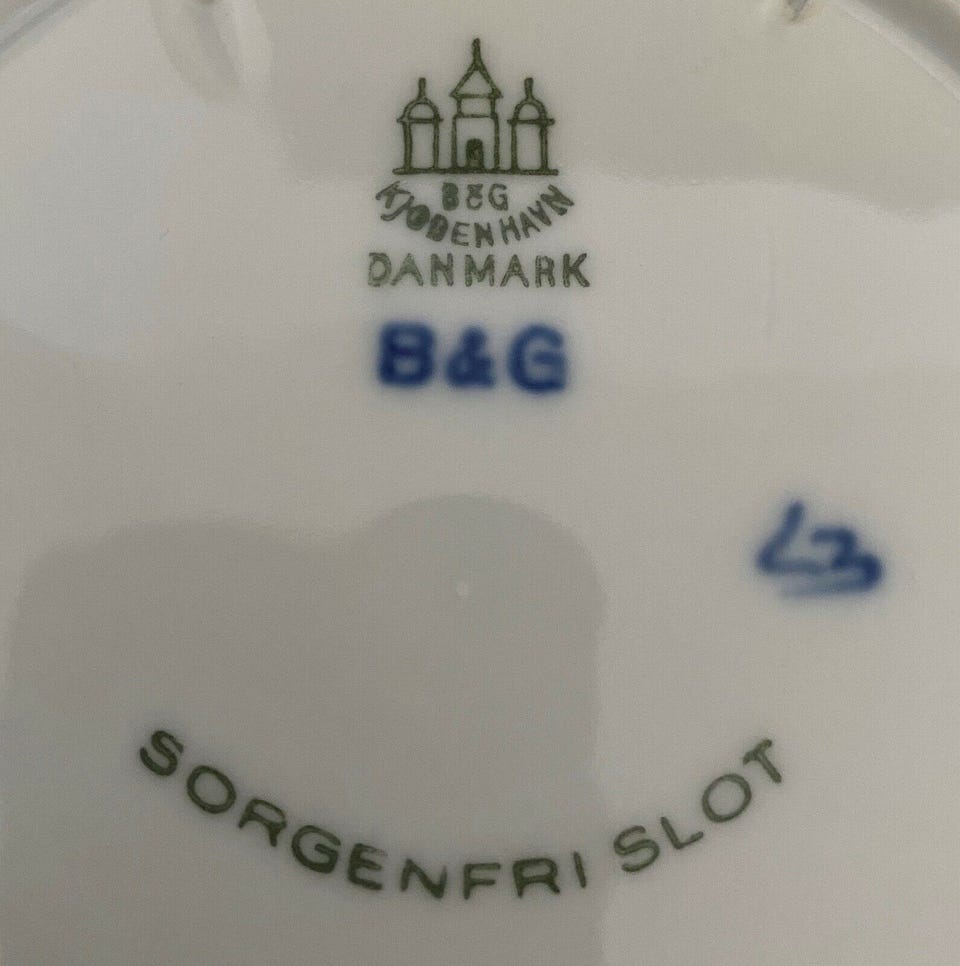 B&G
KJØBENHAVN
DANMARK
B&G
SORGENFRI SLOT